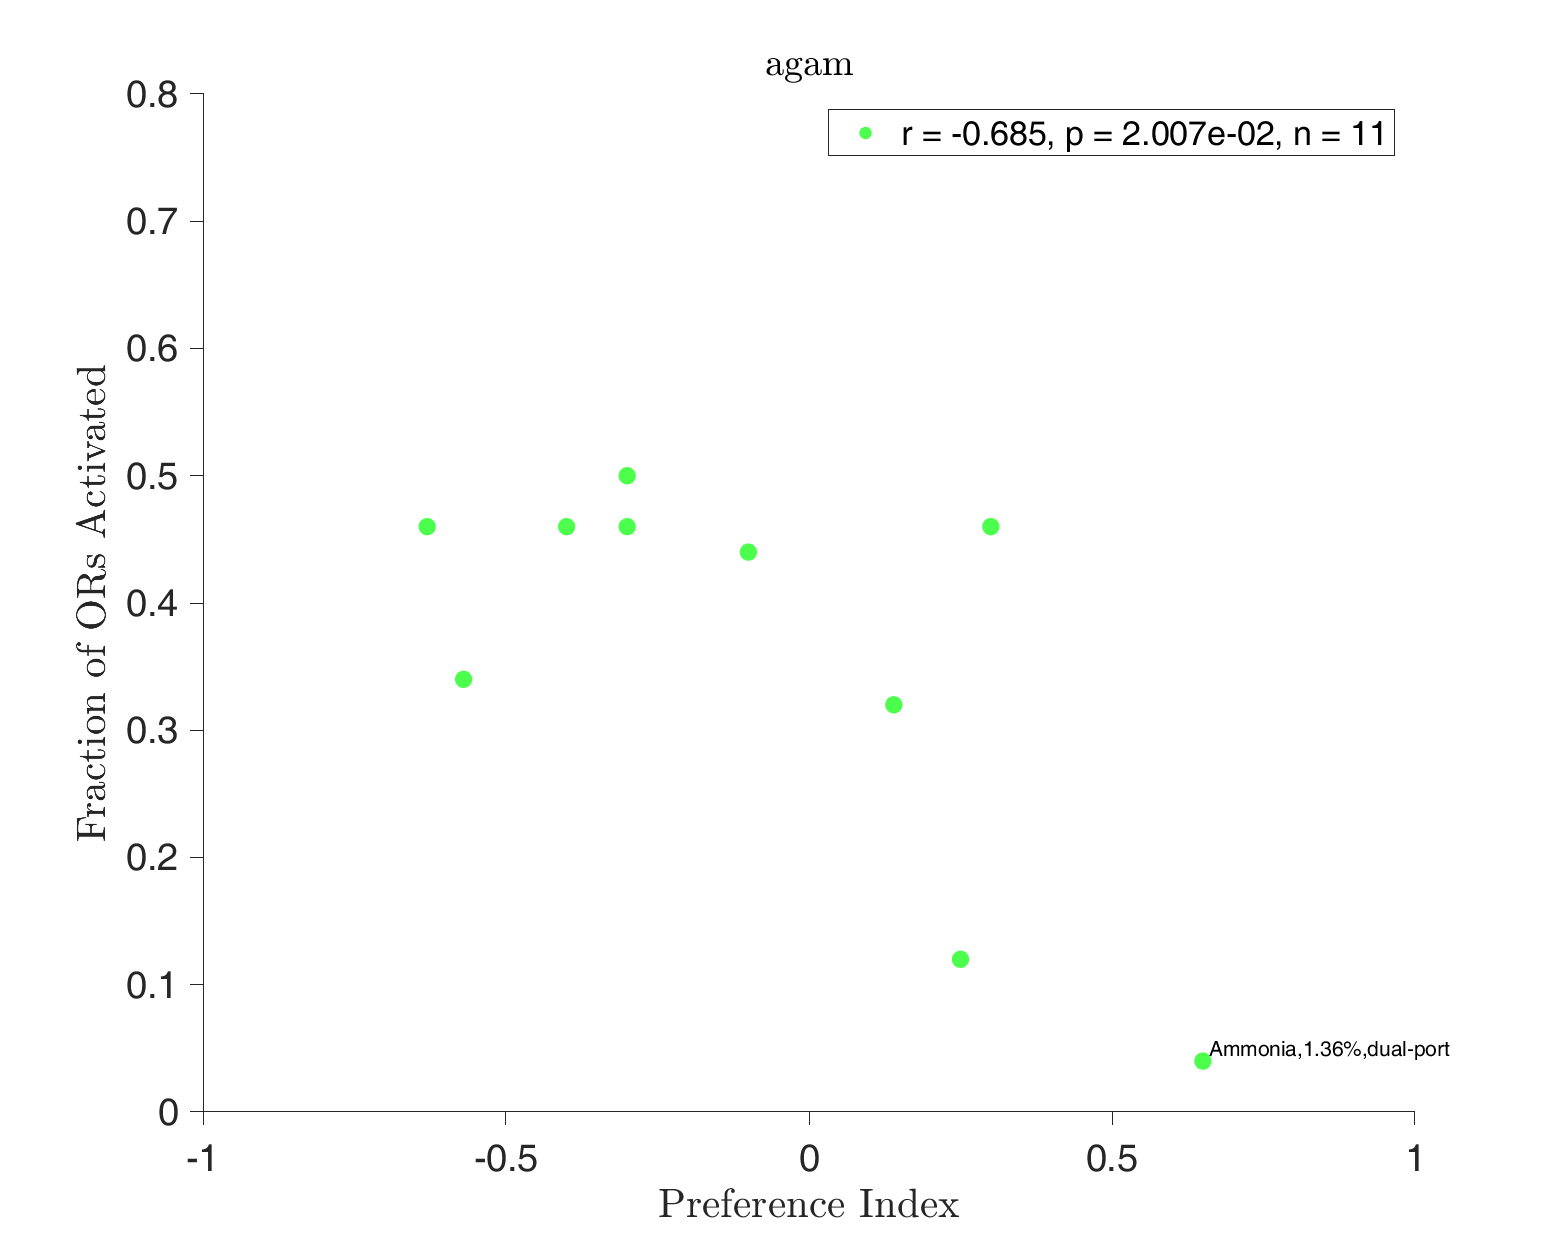 agam
r = -0.685, p = 2.007e-02, n = 11
0.8
0.7
0.6
0.5
0.4
0.3
0.2
0.1
0
Fraction of ORs Activated
Ammonia,1.36%,dual-port
-1 -0.5 0 0.5 1
Preference Index